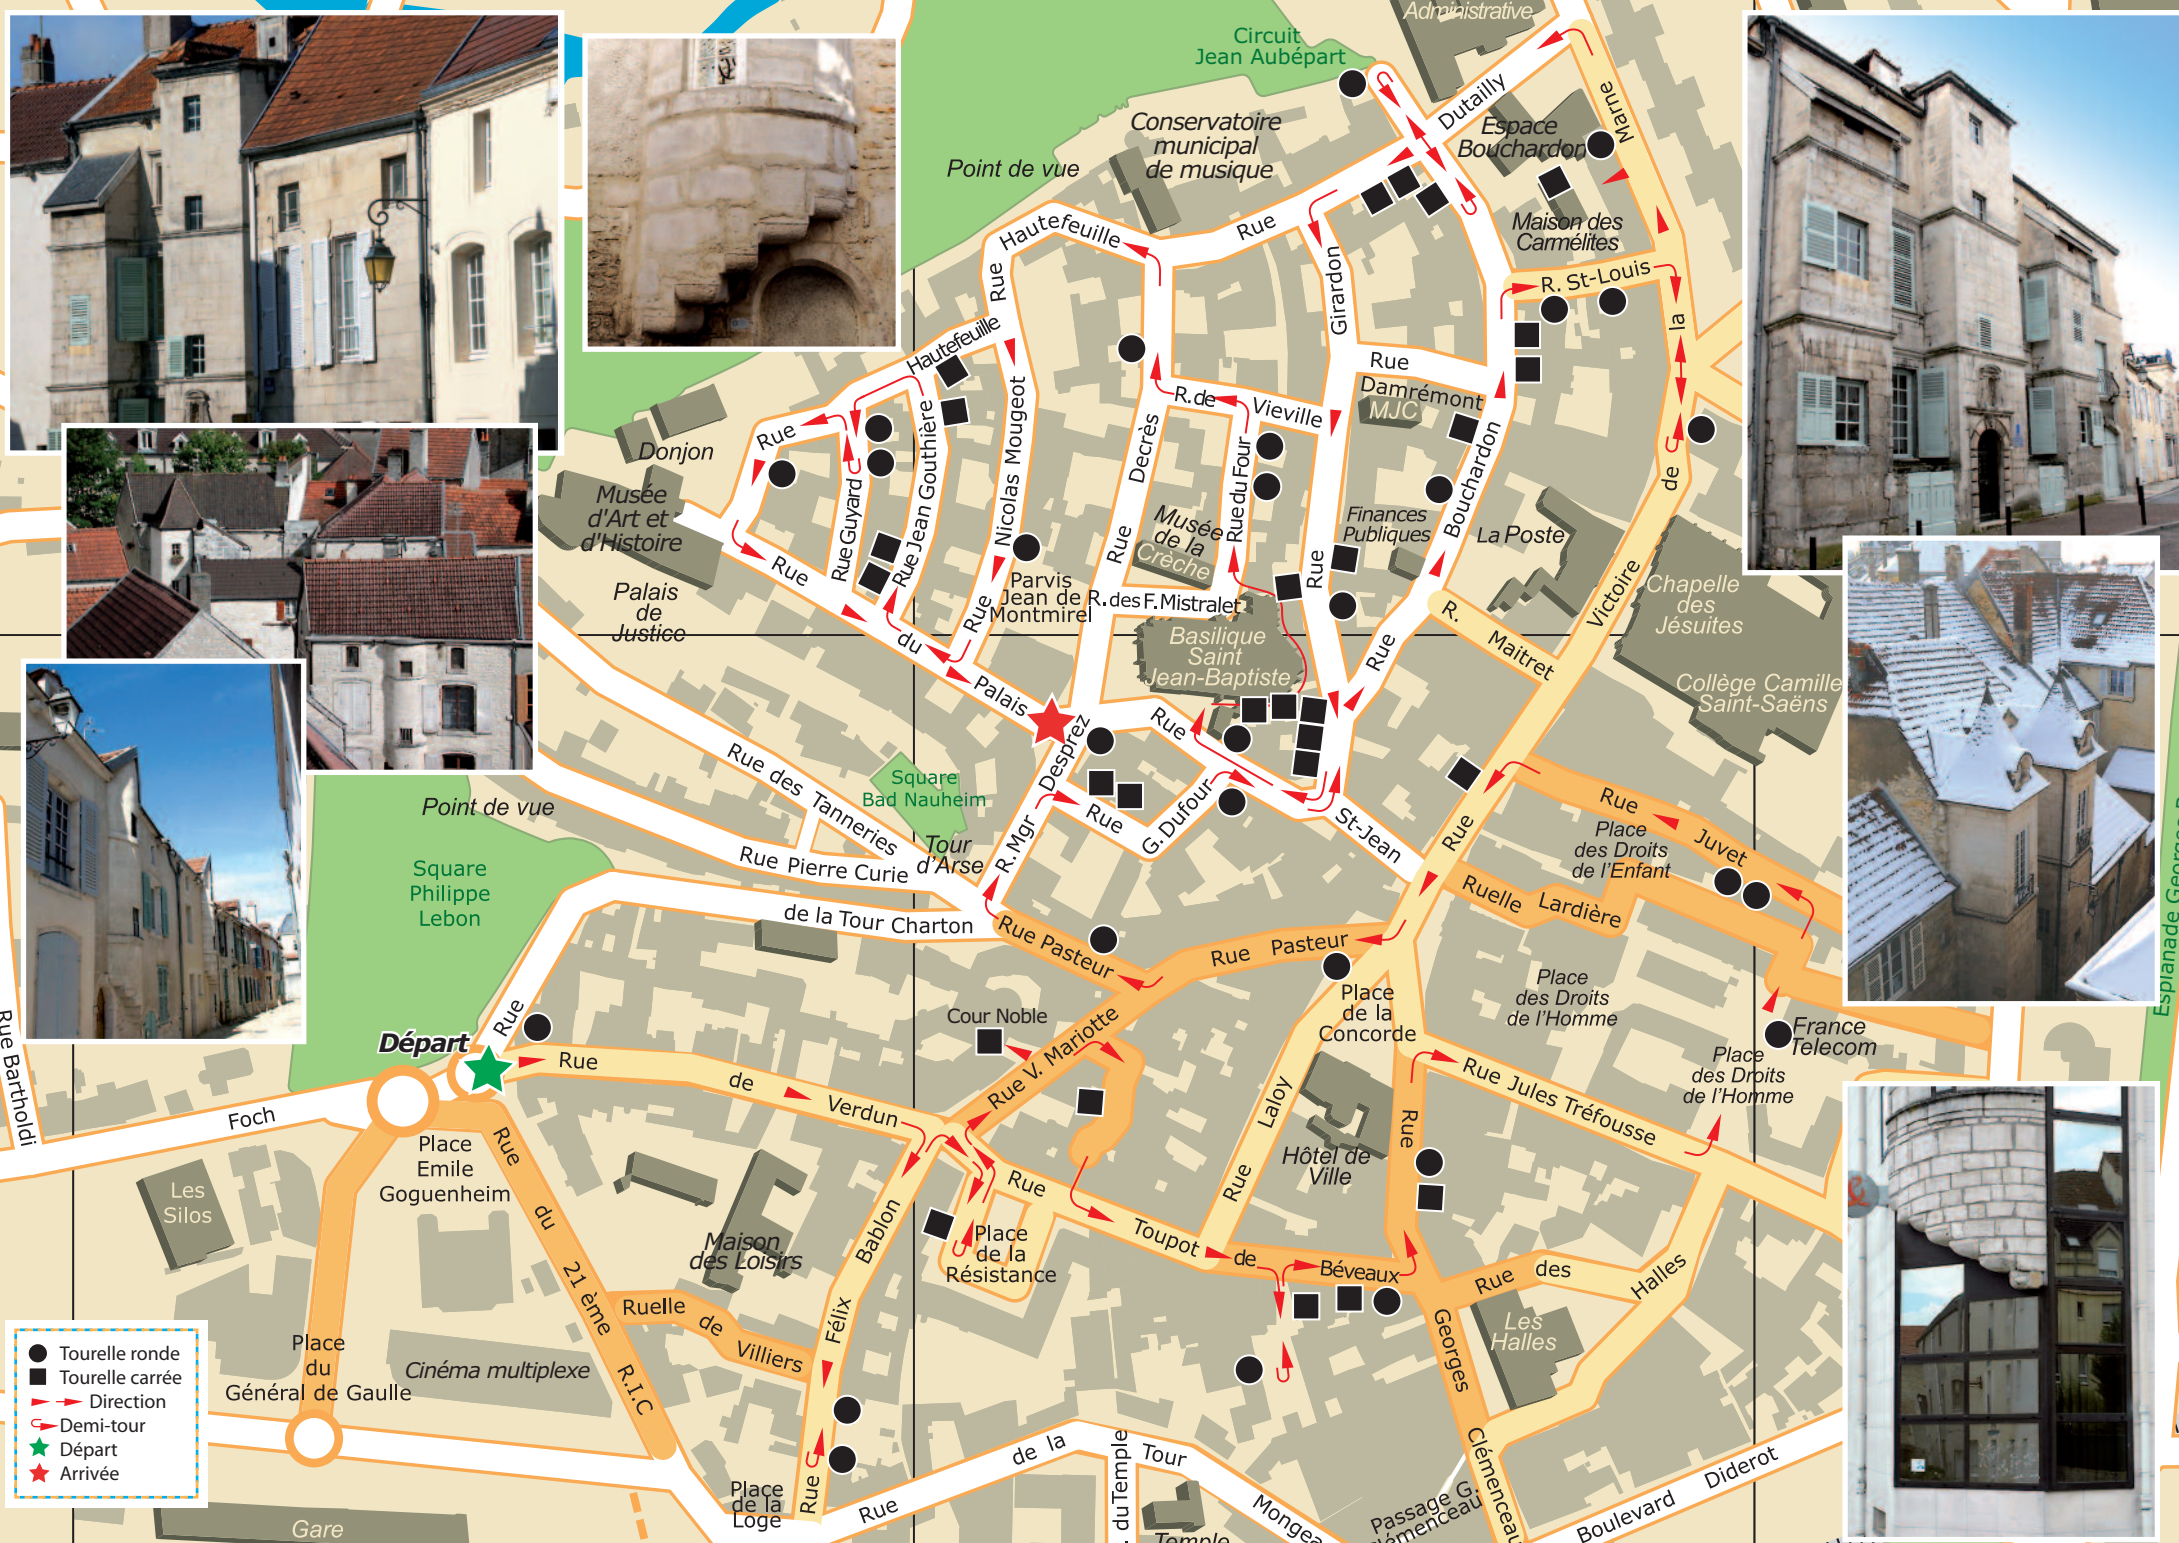 Administrative
Circuit
Jean Aubépart
Conservatoire
municipal
de musique
Point de vue
Dutailly
Espace
Bouchardon
Marne
Maison des
Carmélites
Rue
Hautefeuille
Rue
R. St-Louis
la
Girardon
Hautefeuille
Rue
Damrémont
MJC
R.de
Vieville
Donjon
Rue
Musée
d'Art et
d'Histoire
Palais
de
Justice
Rue Guyard
Rue Jean Gouthière
Nicolas Mougeot
Rue
Decrès
Rue
Rue du Four
Musée
de la
Crèche
Finances
Publiques
Bouchardon
La Poste
de
Rue
Parvis
Jean de
Montmirel
R. des F. Mistralet
Rue
du
Palais
Basilique
Saint
Jean-Baptiste
Rue
R.
Maitret
Victoire
Chapelle
des
Jésuites
Collège Camille
Saint-Saëns
Rue des Tanneries
Square
Bad Nauheim
Desprez
R. Mgr
Rue
Rue
G. Dufour
St-Jean
Rue
Rue
Juvet
Place
des Droits
de l'Enfant
Ruelle
Lardière
Point de vue
Square
Philippe
Lebon
Rue Pierre Curie
Tour
d'Arse
de la Tour Charton
Rue Pasteur
Rue
Pasteur
Place
de la
Concorde
Place
des Droits
de l'Homme
France
Telecom
Place
des Droits
de l'Homme
Esplanade Georges
Rue Bartholdi
Départ
Rue
Rue
de
Verdun
Cour Noble
Rue V. Mariotte
Foch
Place
Emile
Goguenheim
Les
Silos
Rue
du
21 ème
R.I.C
Maison
des Loisirs
Bablon
Félix
Rue
Place
de la
Résistance
Rue
Toupot
de
Béveaux
Rue
Laloy
Hôtel de
Ville
Rue
Rue Jules Tréfousse
Rue
des
Halles
Les
Halles
Georges
Clémenceau
Ruelle
de
Villiers
Place
du
Général de Gaulle
Cinéma multiplexe
Gare
Place
de la
Loge
Rue
de la
Tour
du Temple
Temple
Passage G.
Boulevard
Diderot
Tourelle ronde
Tourelle carrée
Direction
Demi-tour
Départ
Arrivée